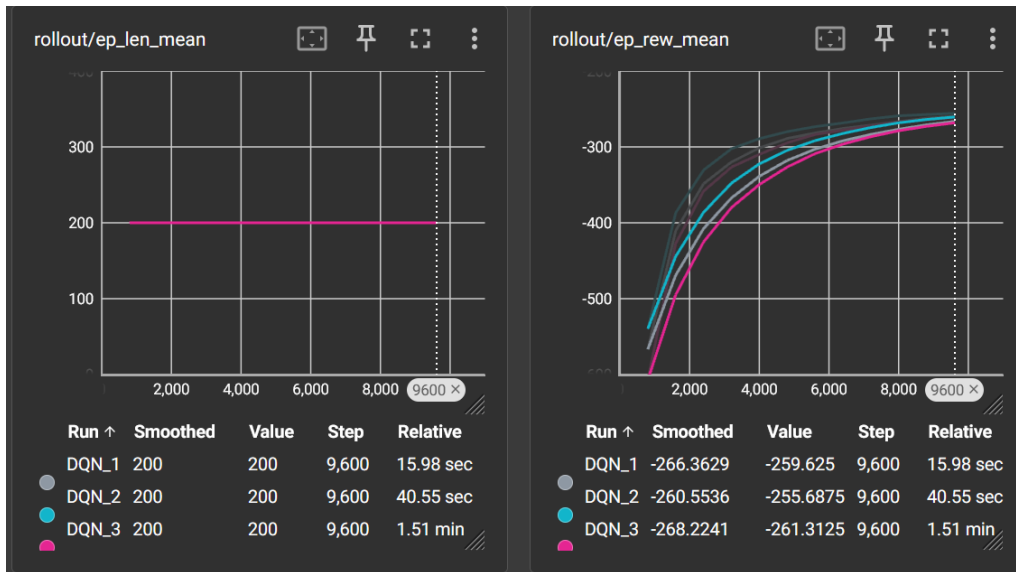 rollout/ep_len_mean
300
200
100
2,000 4,000 6,000 8,000 9600 ×
Run ↑ Smoothed Value Step Relative
DQN_1 200 200 9,600 15.98 sec
DQN_2 200 200 9,600 40.55 sec
DQN_3 200 200 9,600 1.51 min
rollout/ep_rew_mean
-300
-400
-500
2,000 4,000 6,000 8,000 9600 ×
Run ↑ Smoothed Value Step Relative
DQN_1 -266.3629 -259.625 9,600 15.98 sec
DQN_2 -260.5536 -255.6875 9,600 40.55 sec
DQN_3 -268.2241 -261.3125 9,600 1.51 min